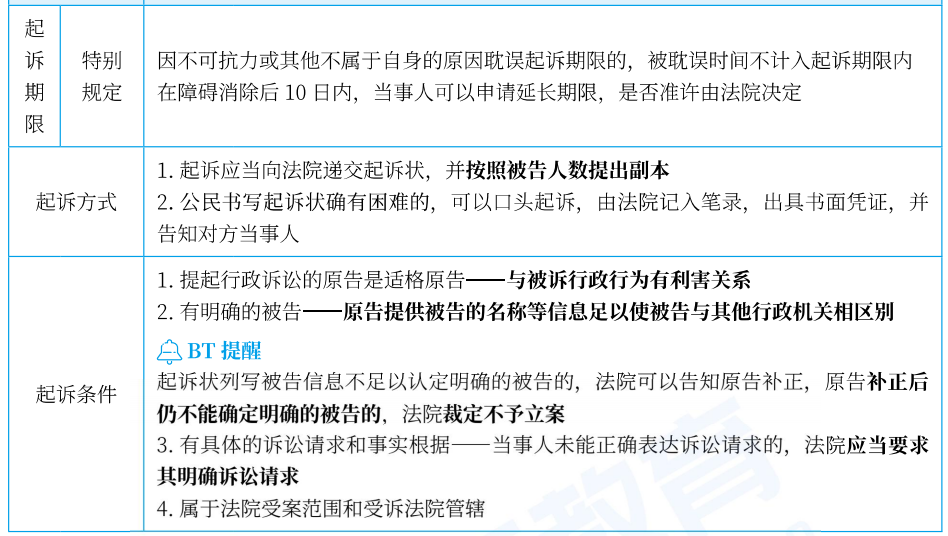 起诉期限
特别规定
因不可抗力或其他不属于自身的原因耽误起诉期限的，被耽误时间不计入起诉期限内
在障碍消除后 10 日内，当事人可以申请延长期限，是否准许由法院决定
起诉方式
1. 起诉应当向法院递交起诉状，并按照被告人数提出副本
2. 公民书写起诉状确有困难的，可以口头起诉，由法院记入笔录，出具书面凭证，并
告知对方当事人
起诉条件
1. 提起行政诉讼的原告是适格原告——与被诉行政行为有利害关系
2. 有明确的被告——原告提供被告的名称等信息足以使被告与其他行政机关相区别
BT 提醒
起诉状列写被告信息不足以认定明确的被告的，法院可以告知原告补正，原告补正后
仍不能确定明确的被告的，法院裁定不予立案
3. 有具体的诉讼请求和事实根据——当事人未能正确表达诉讼请求的，法院应当要求
其明确诉讼请求
4. 属于法院受案范围和受诉法院管辖
教育